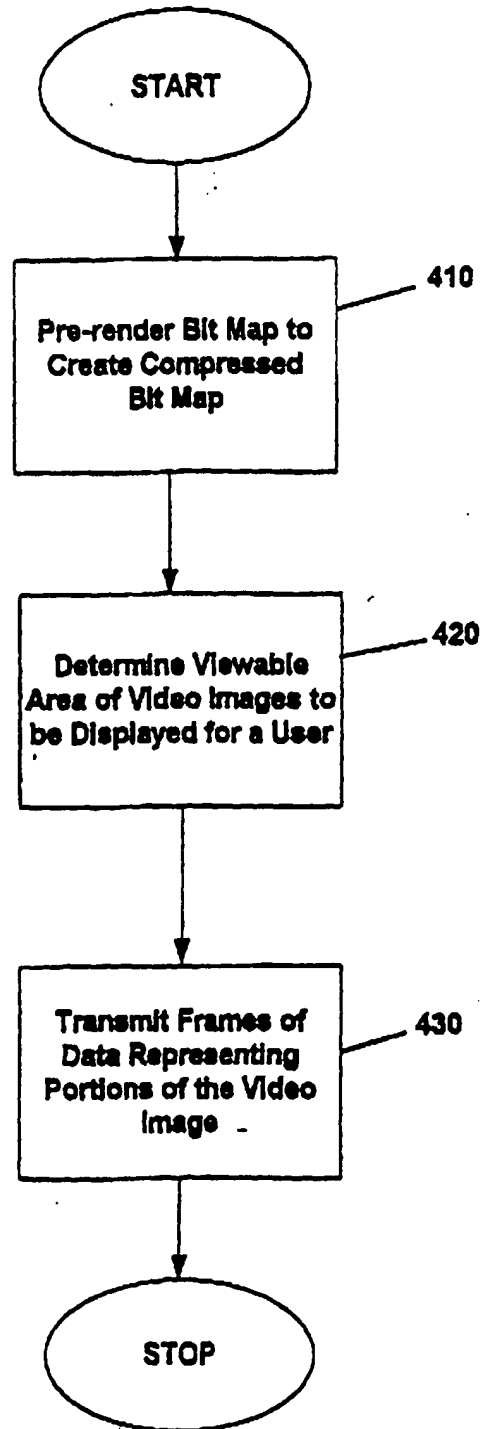 START
410
Pre-render Bit Map to
Create Compressed
Bit Map
420
Determine Viewable
Area of Video Images to
be Displayed for a User
430
Transmit Frames of
Data Representing
Portions of the Video
Image
STOP